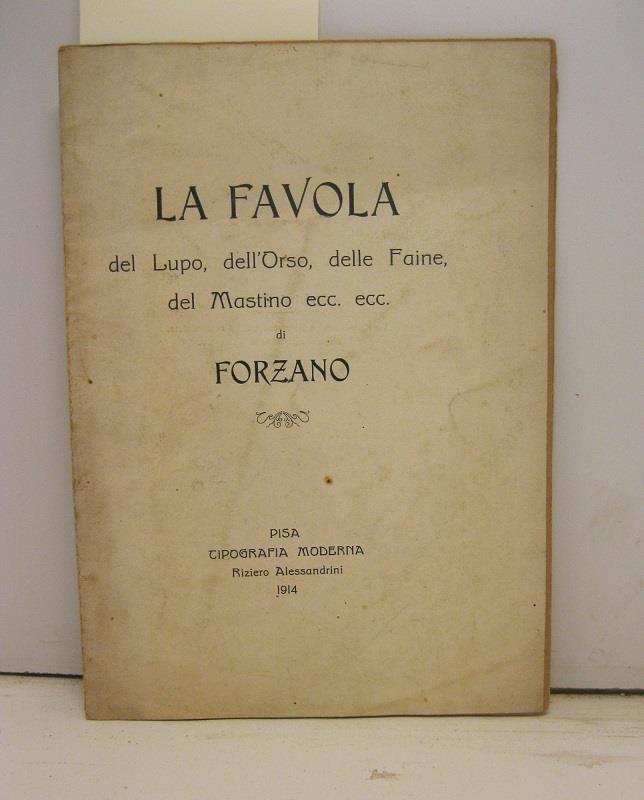 LA FAVOLA
del Lupo, dell'Orso, delle Faine,
del Mastino ecc. ecc.
di
FORZANO
PISA
TIPOGRAFIA MODERNA
Riziero Alessandrini
1914